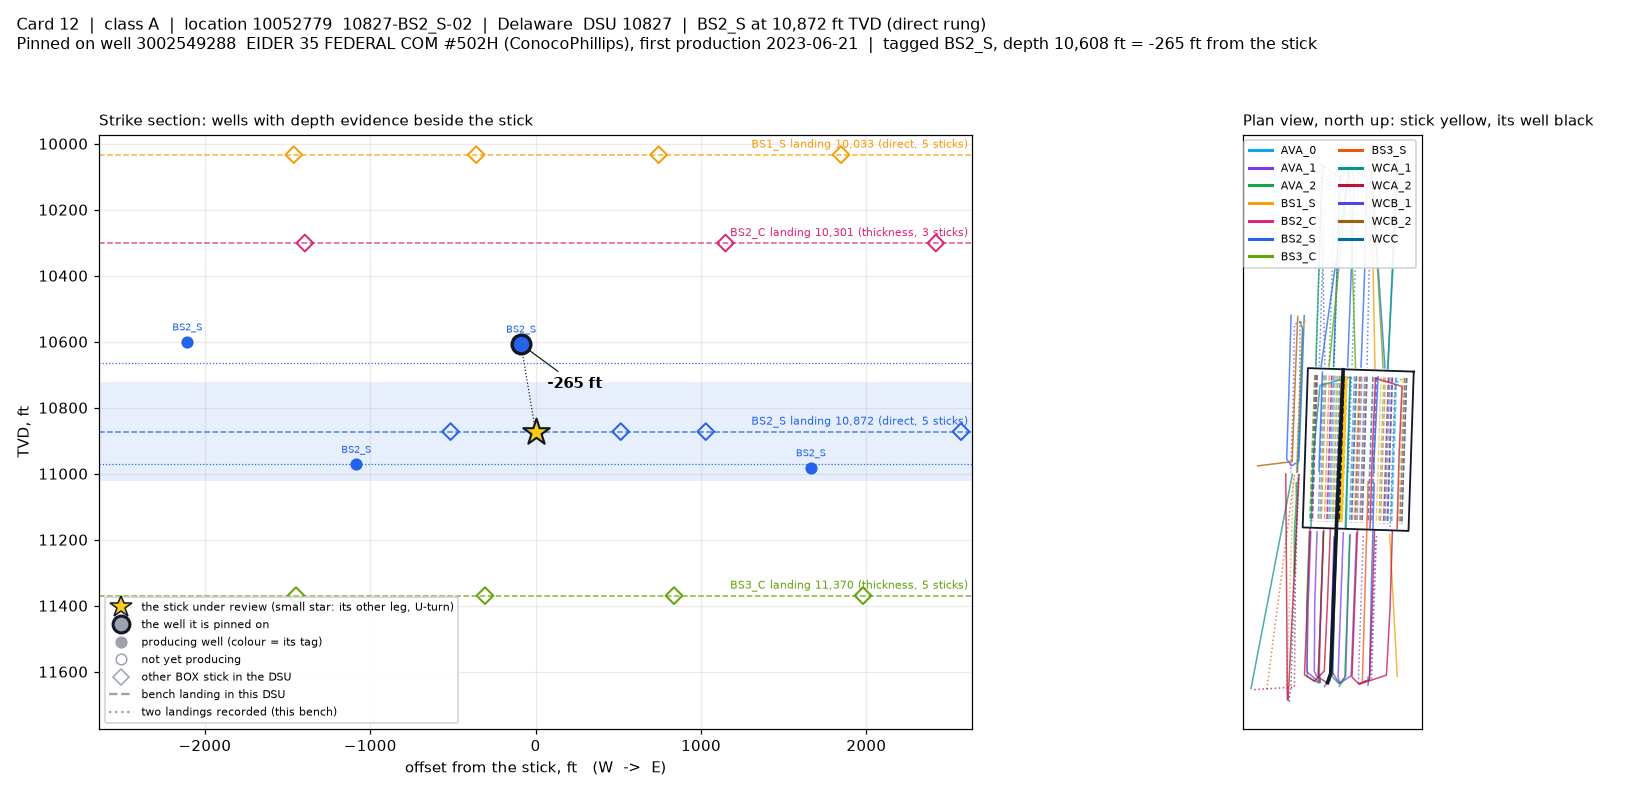 Card 12 | class A | location 10052779 10827-BS2_S-02 | Delaware DSU 10827 | BS2_S at 10,872 ft TVD (direct rung)
Pinned on well 3002549288 EIDER 35 FEDERAL COM #502H (ConocoPhillips), first production 2023-06-21 | tagged BS2_S, depth 10,608 ft = -265 ft from the stick
Strike section: wells with depth evidence beside the stick
BS1_S landing 10,033 (direct, 5 sticks)
BS2_C landing 10,301 (thickness, 3 sticks)
BS2_S
BS2_S
-265 ft
BS2_S landing 10,872 (direct, 5 sticks)
BS2_S
BS2_S
BS3_C landing 11,370 (thickness, 5 sticks)
10000
10200
10400
10600
10800
11000
11200
11400
11600
TVD, ft
the stick under review (small star: its other leg, U-turn)
the well it is pinned on
producing well (colour = its tag)
not yet producing
other BOX stick in the DSU
bench landing in this DSU
two landings recorded (this bench)
−2000
−1000
0
1000
2000
offset from the stick, ft (W -> E)
Plan view, north up: stick yellow, its well black
AVA_0
AVA_1
AVA_2
BS1_S
BS2_C
BS2_S
BS3_C
BS3_S
WCA_1
WCA_2
WCB_1
WCB_2
WCC